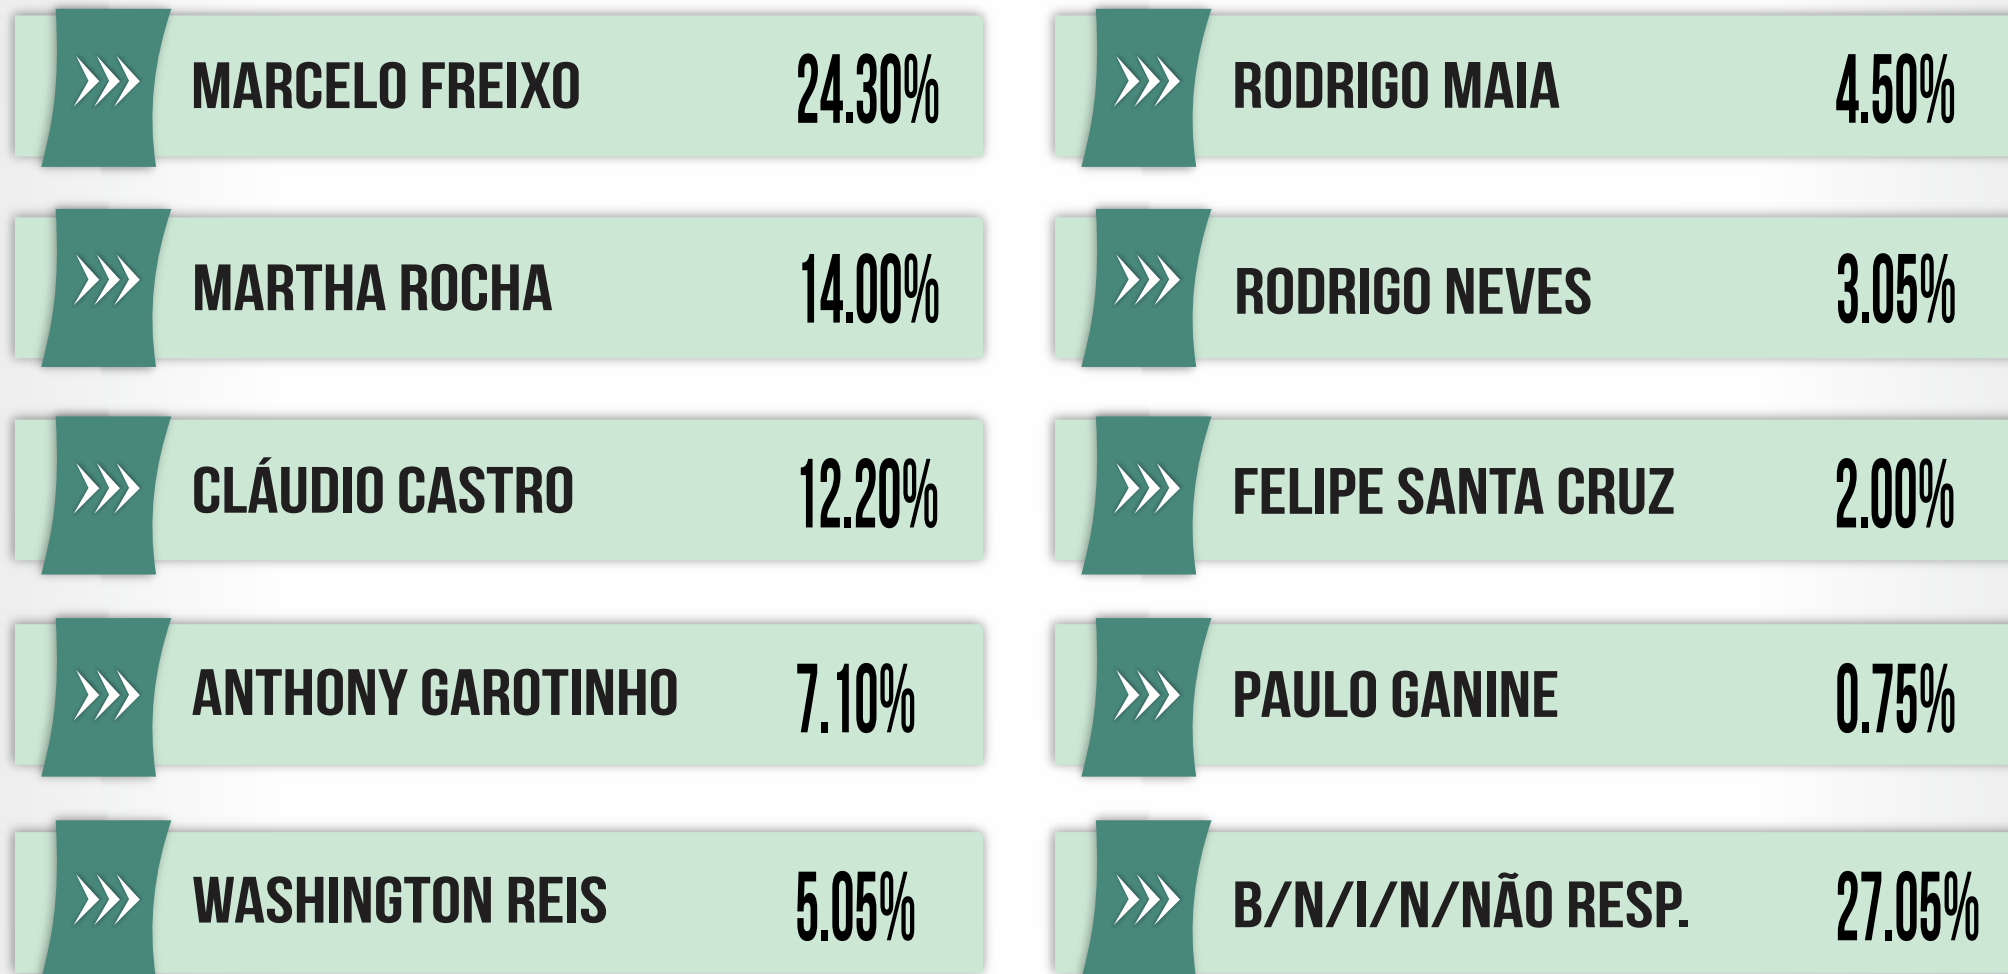 MARCELO FREIXO 24.30%
MARTHA ROCHA 14.00%
CLÁUDIO CASTRO 12.20%
ANTHONY GAROTINHO 7.10%
WASHINGTON REIS 5.05%
RODRIGO MAIA 4.50%
RODRIGO NEVES 3.05%
FELIPE SANTA CRUZ 2.00%
PAULO GANINE 0.75%
B/N/I/N/NÃO RESP. 27.05%